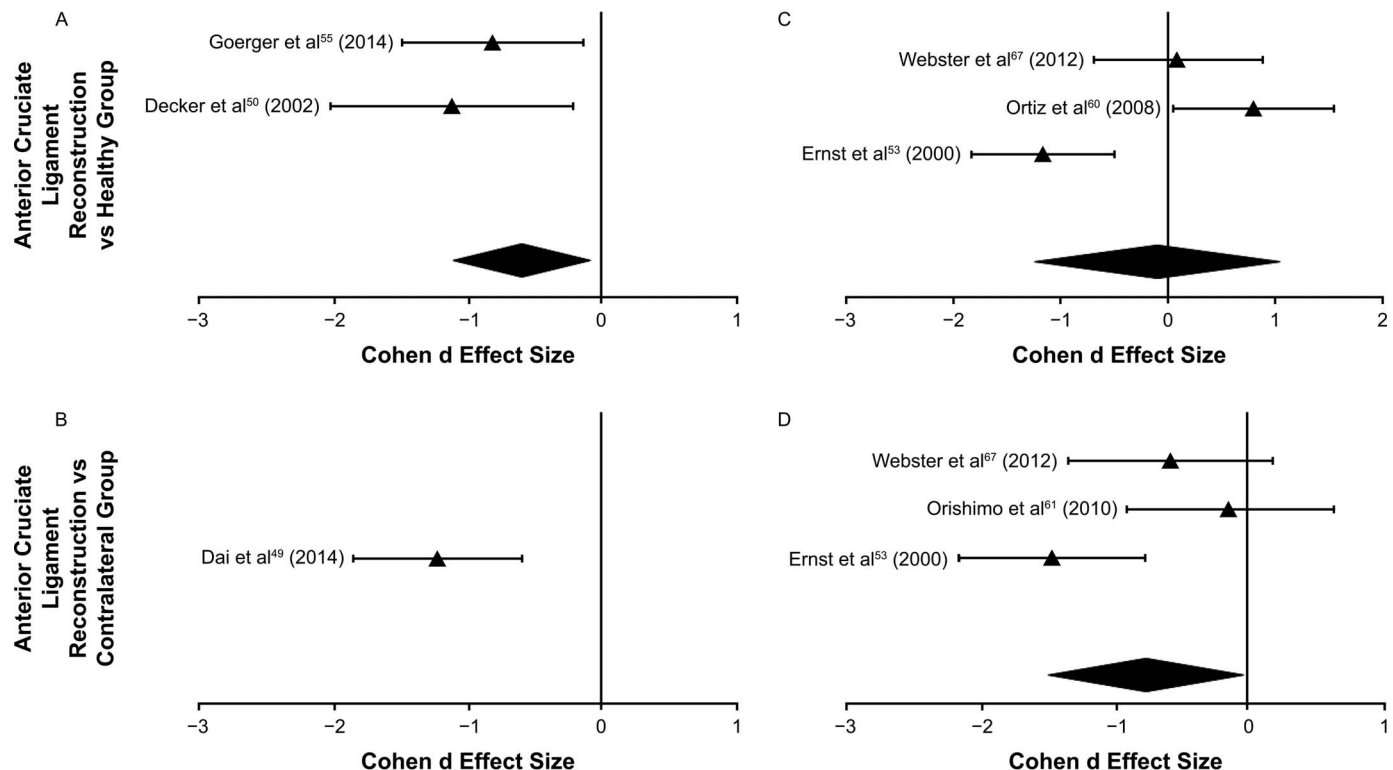 A
Anterior Cruciate
Ligament
Reconstruction
vs Healthy Group
Goerger et al⁵⁵ (2014)
Decker et al⁵⁰ (2002)
−3 −2 −1 0 1
Cohen d Effect Size
C
Webster et al⁶⁷ (2012)
Ortiz et al⁶⁰ (2008)
Ernst et al⁵³ (2000)
−3 −2 −1 0 1 2
Cohen d Effect Size
B
Anterior Cruciate
Ligament
Reconstruction vs
Contralateral Group
Dai et al⁴⁹ (2014)
−3 −2 −1 0 1
Cohen d Effect Size
D
Webster et al⁶⁷ (2012)
Orishimo et al⁶¹ (2010)
Ernst et al⁵³ (2000)
−3 −2 −1 0 1
Cohen d Effect Size